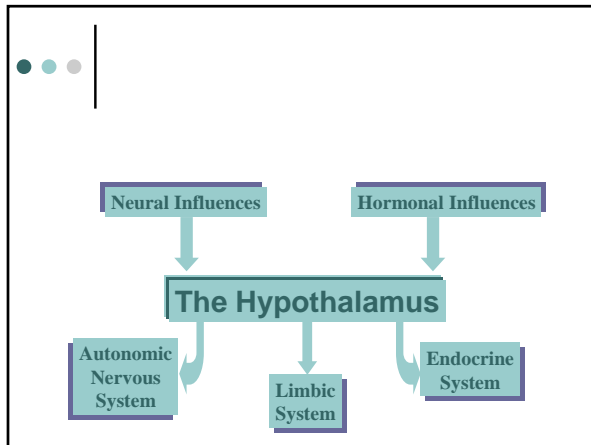 Neural Influences
Hormonal Influences
The Hypothalamus
Autonomic
Nervous
System
Limbic
System
Endocrine
System